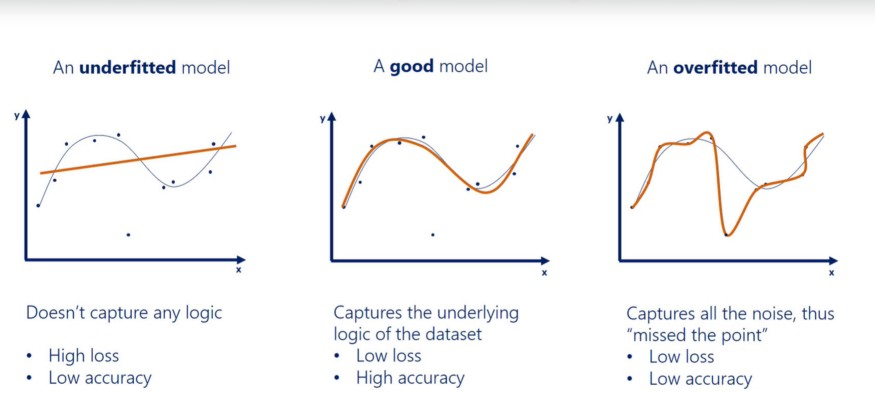 An underfitted model
y
x
Doesn't capture any logic
• High loss
• Low accuracy
A good model
y
x
Captures the underlying
logic of the dataset
• Low loss
• High accuracy
An overfitted model
y
x
Captures all the noise, thus
“missed the point”
• Low loss
• Low accuracy